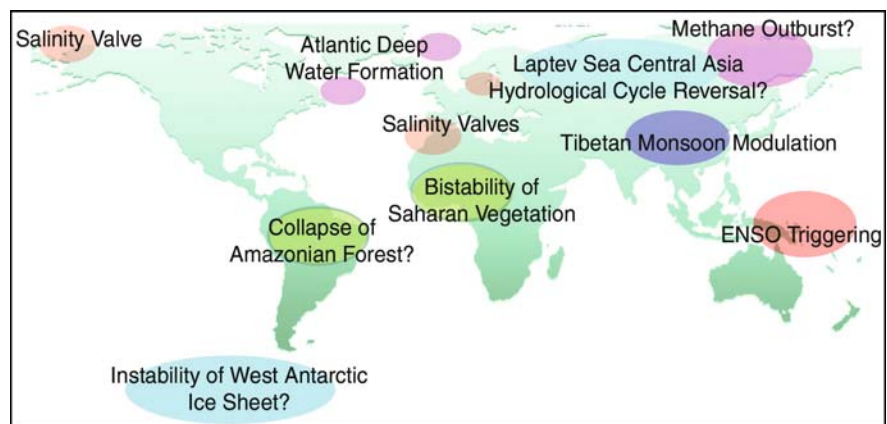 Salinity Valve
Atlantic Deep
Water Formation
Methane Outburst?
Laptev Sea Central Asia
Hydrological Cycle Reversal?
Salinity Valves
Tibetan Monsoon Modulation
Bistability of
Saharan Vegetation
Collapse of
Amazonian Forest?
ENSO Triggering
Instability of West Antarctic
Ice Sheet?